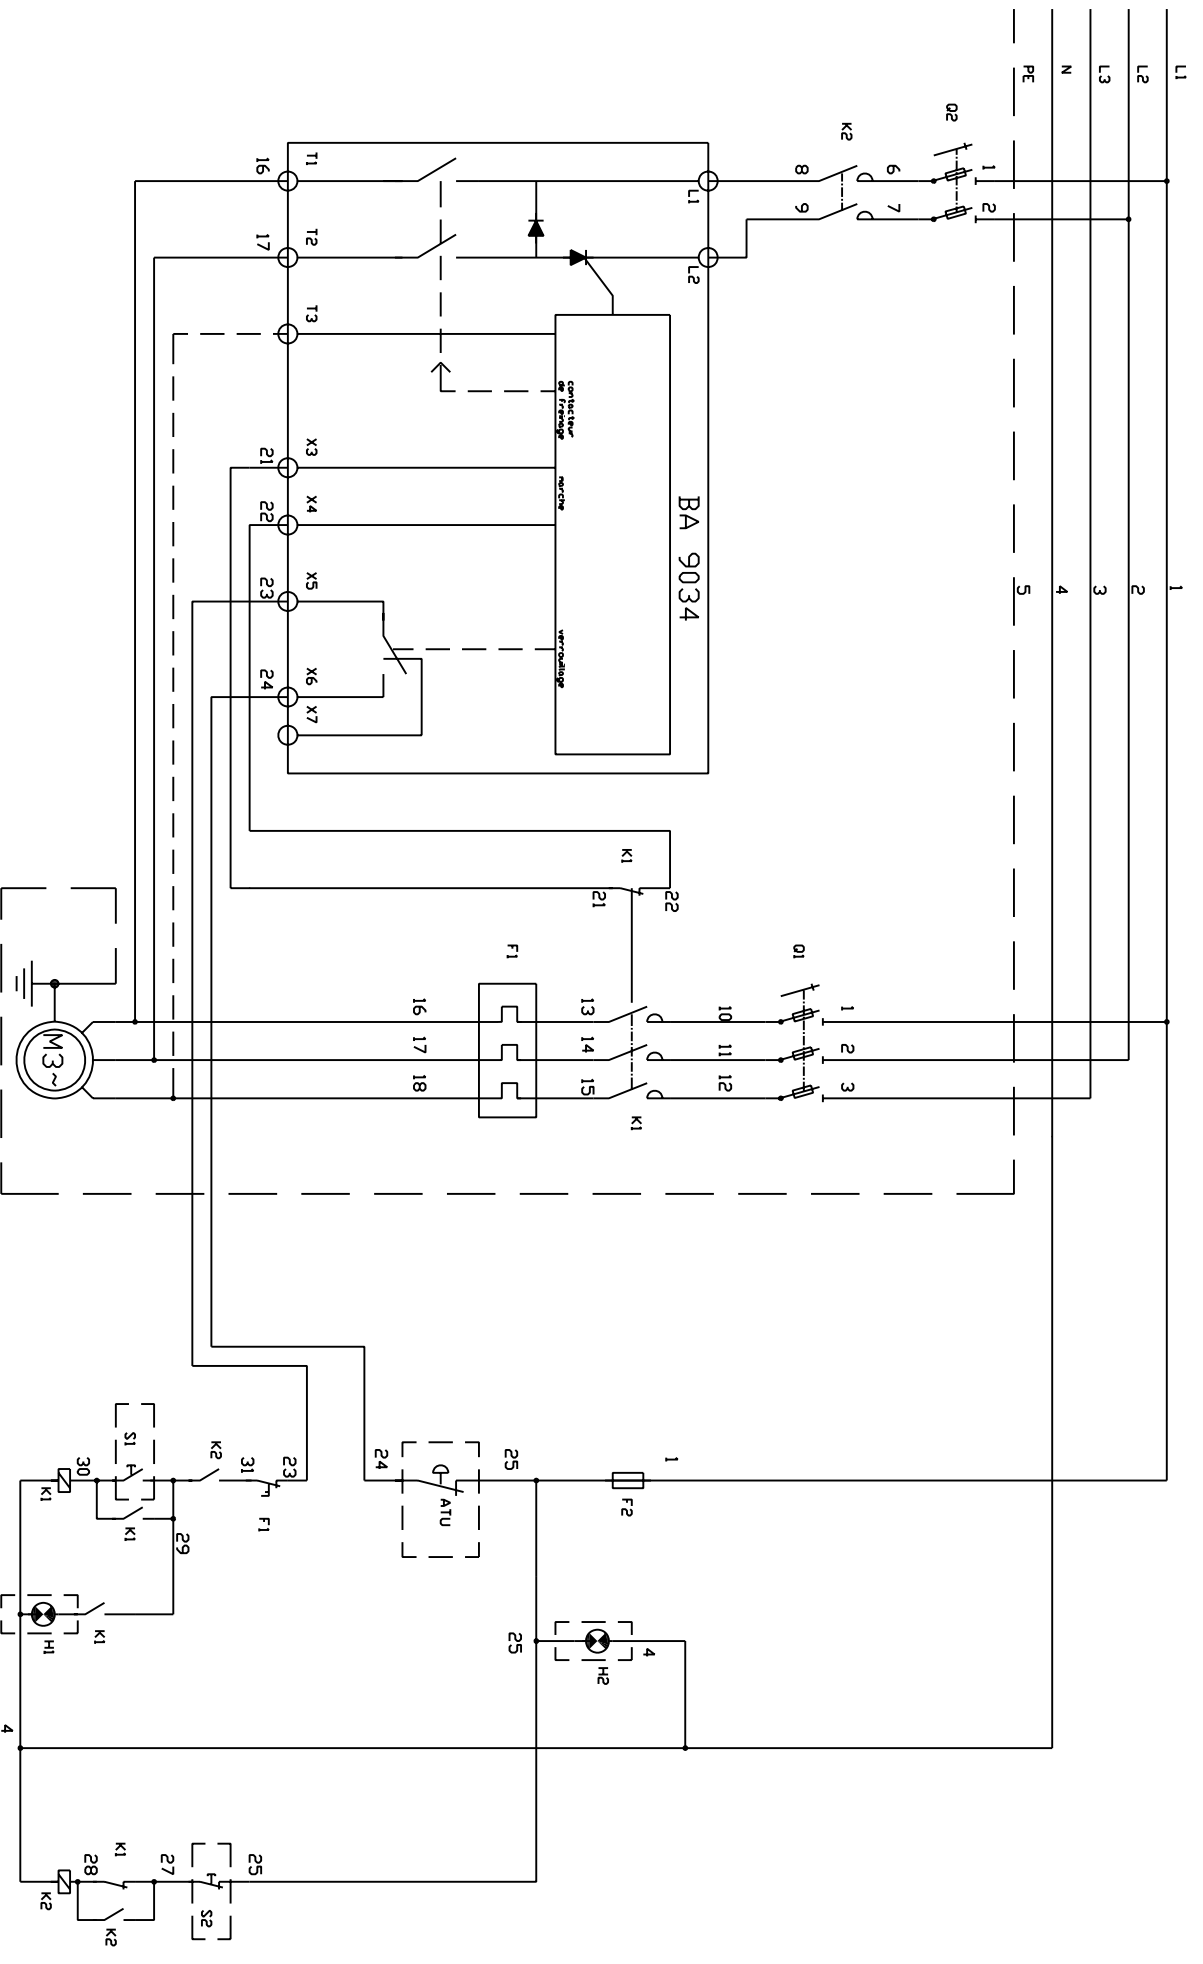 L1 1
L2 2
L3 3
N 4
PE 5
1 2
Q2
6 7
K2
8 9
1 2 3
Q1
10 11 12
L1 L2
BA 9034
K1
22
21
13 14 15
K1
F1
16 17 18
contacteur
de freinage
marche
verrouillage
T1 T2 T3 X3 X4 X5 X6 X7
16 17 21 22 23 24
M3~
1
F2
4
H2
25 25
ATU
24
23
F1
31
K2
29
S1
K1
30
K1
K1
H1
4
25
S2
27
K1
K2
28
K2